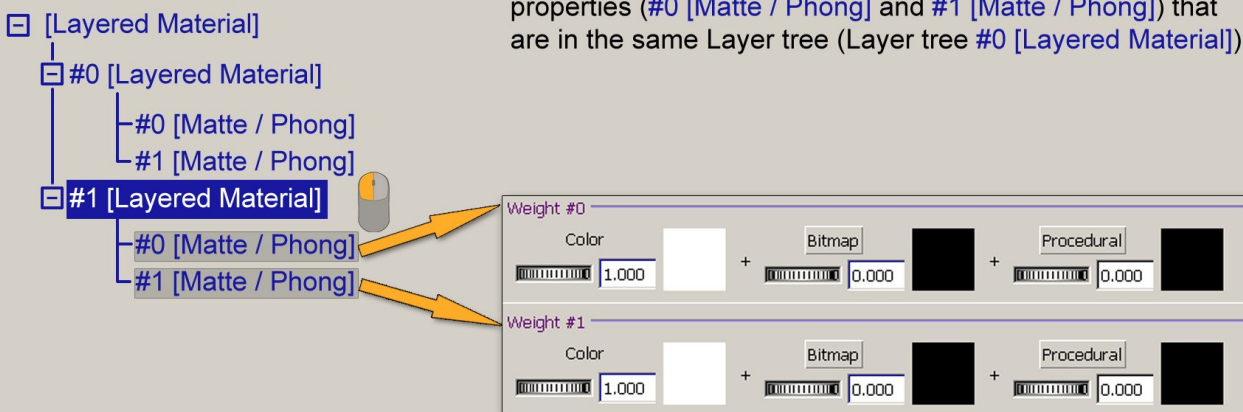 properties (#0 [Matte / Phong] and #1 [Matte / Phong]) that
are in the same Layer tree (Layer tree #0 [Layered Material])
[Layered Material]
#0 [Layered Material]
#0 [Matte / Phong]
#1 [Matte / Phong]
#1 [Layered Material]
#0 [Matte / Phong]
#1 [Matte / Phong]
Weight #0
Color Bitmap Procedural
1.000 + 0.000 + 0.000
Weight #1
Color Bitmap Procedural
1.000 + 0.000 + 0.000